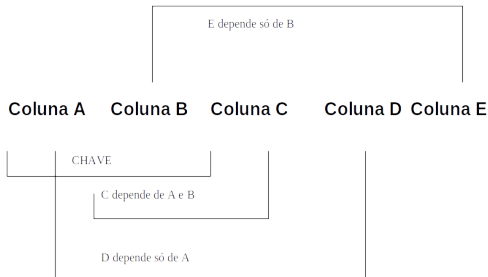 E depende só de B
Coluna A Coluna B Coluna C Coluna D Coluna E
CHAVE
C depende de A e B
D depende só de A